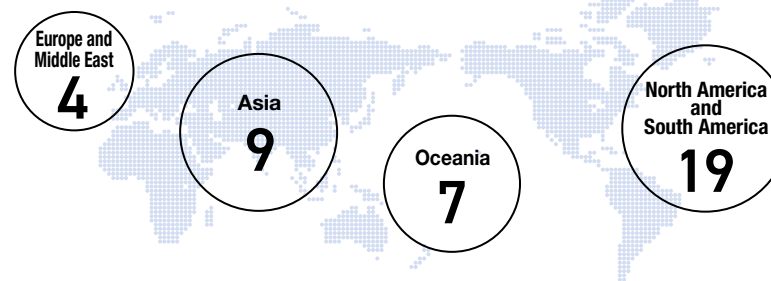 Europe and
Middle East
4
Asia
9
Oceania
7
North America
and
South America
19